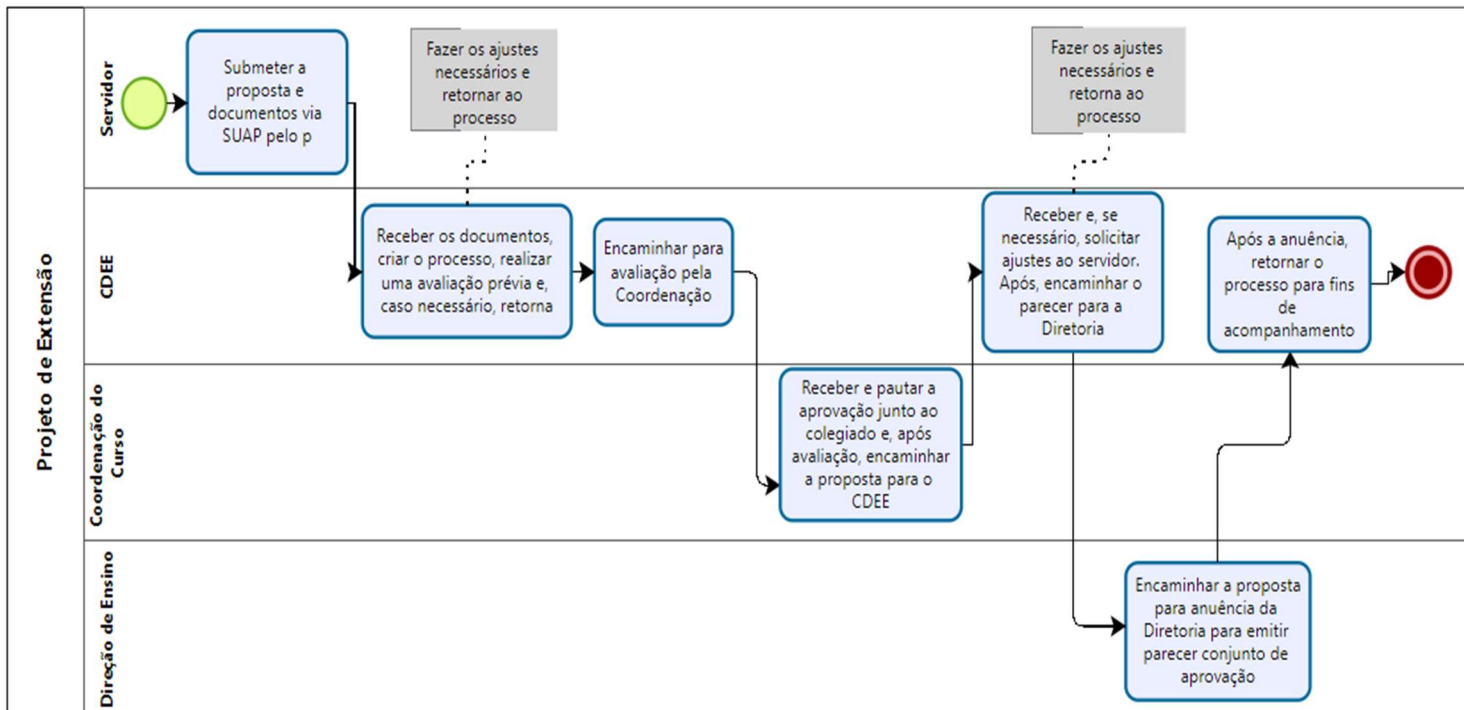 Projeto de Extensão
Servidor
Submeter a
proposta e
documentos via
SUAP pelo p
Fazer os ajustes
necessários e
retornar ao
processo
Fazer os ajustes
necessários e
retorna ao
processo
CDEE
Receber os documentos,
criar o processo, realizar
uma avaliação prévia e,
caso necessário, retorna
Encaminhar para
avaliação pela
Coordenação
Receber e, se
necessário, solicitar
ajustes ao servidor.
Após, encaminhar o
parecer para a
Diretoria
Após a anuência,
retornar o
processo para fins
de
acompanhamento
Coordenação do
Curso
Receber e pautar a
aprovação junto ao
colegiado e, após
avaliação, encaminhar
a proposta para o
CDEE
Direção de Ensino
Encaminhar a proposta
para anuência da
Diretoria para emitir
parecer conjunto de
aprovação